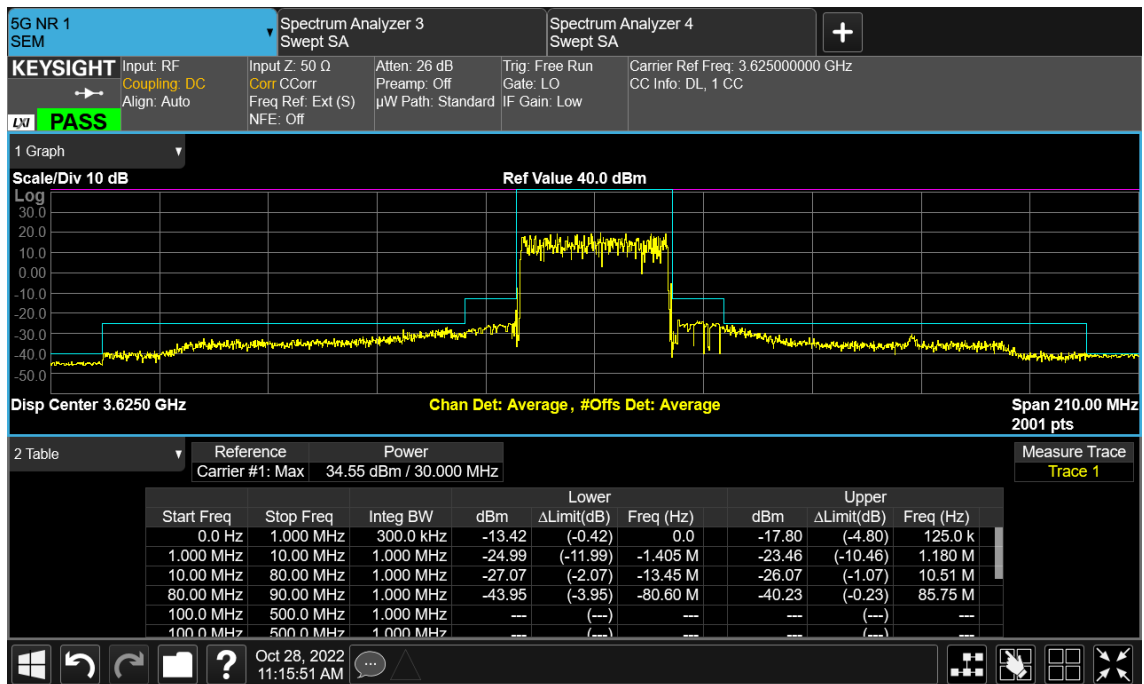 5G NR 1
SEM
Spectrum Analyzer 3
Swept SA
Spectrum Analyzer 4
Swept SA
KEYSIGHT
LXI PASS
Input: RF
Coupling: DC
Align: Auto
Input Z: 50 Ω
Corr CCorr
Freq Ref: Ext (S)
NFE: Off
Atten: 26 dB
Preamp: Off
µW Path: Standard
Trig: Free Run
Gate: LO
IF Gain: Low
Carrier Ref Freq: 3.625000000 GHz
CC Info: DL, 1 CC
1 Graph
Scale/Div 10 dB Ref Value 40.0 dBm
Log
30.0
20.0
10.0
0.00
-10.0
-20.0
-30.0
-40.0
-50.0
Disp Center 3.6250 GHz Chan Det: Average, #Offs Det: Average Span 210.00 MHz
2001 pts
2 Table Reference Power Measure Trace
Carrier #1: Max 34.55 dBm / 30.000 MHz Trace 1
Lower Upper
Start Freq Stop Freq Integ BW dBm ΔLimit(dB) Freq (Hz) dBm ΔLimit(dB) Freq (Hz)
0.0 Hz 1.000 MHz 300.0 kHz -13.42 (-0.42) 0.0 -17.80 (-4.80) 125.0 k
1.000 MHz 10.00 MHz 1.000 MHz -24.99 (-11.99) -1.405 M -23.46 (-10.46) 1.180 M
10.00 MHz 80.00 MHz 1.000 MHz -27.07 (-2.07) -13.45 M -26.07 (-1.07) 10.51 M
80.00 MHz 90.00 MHz 1.000 MHz -43.95 (-3.95) -80.60 M -40.23 (-0.23) 85.75 M
100.0 MHz 500.0 MHz 1.000 MHz --- (---) --- --- (---) ---
100.0 MHz 500.0 MHz 1.000 MHz --- (---) --- --- (---) ---
? Oct 28, 2022
11:15:51 AM